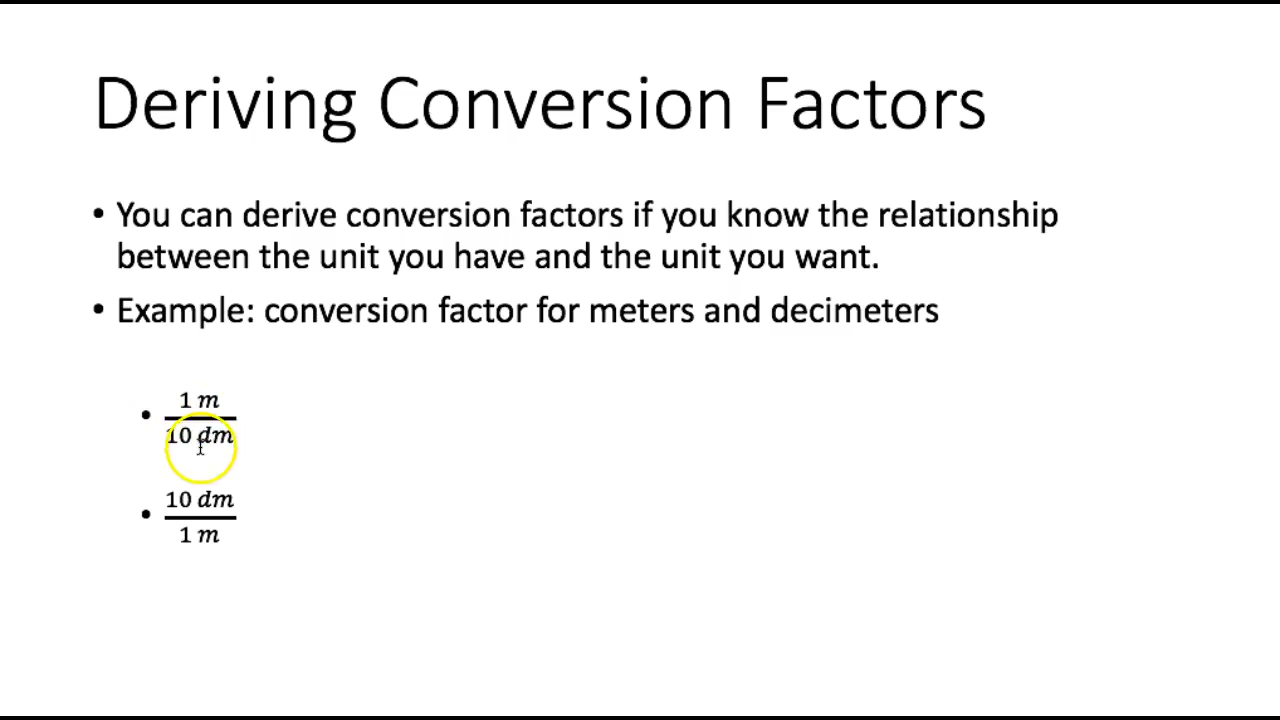 Deriving Conversion Factors
• You can derive conversion factors if you know the relationship
between the unit you have and the unit you want.
• Example: conversion factor for meters and decimeters
• 1 m
10 dm
• 10 dm
1 m